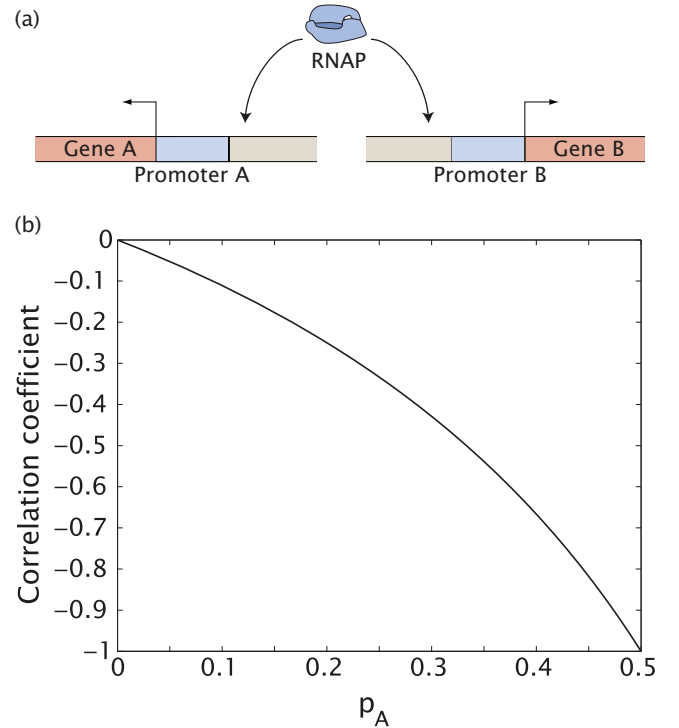 (a)
RNAP
Gene A
Gene B
Promoter A
Promoter B
(b)
0
−0.1
−0.2
−0.3
−0.4
−0.5
−0.6
−0.7
−0.8
−0.9
−1
Correlation coefficient
0 0.1 0.2 0.3 0.4 0.5
pA